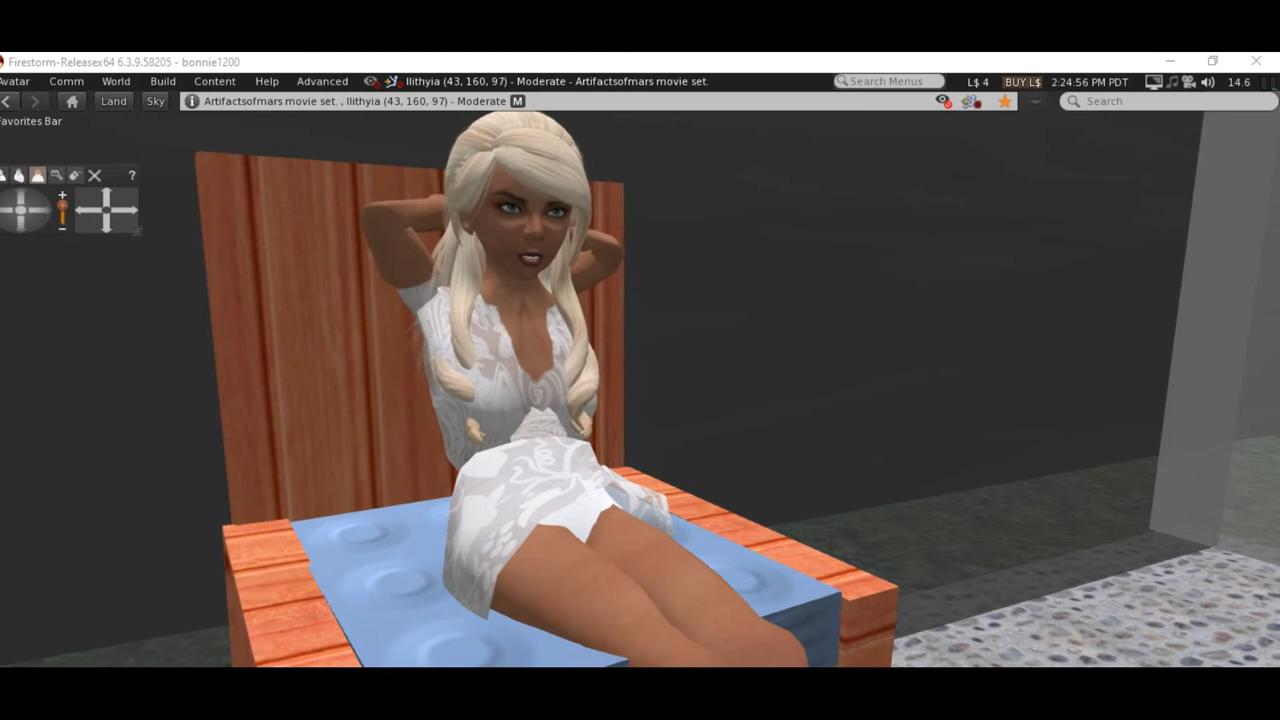 Firestorm-Releasex64 6.3.9.58205 - bonnie1200
Avatar Comm World Build Content Help Advanced Ilithyia (43, 160, 97) - Moderate - Artifactsofmars movie set. Search Menus L$ 4 BUY L$ 2:24:56 PM PDT 14.6
Land Sky Artifactsofmars movie set. , Ilithyia (43, 160, 97) - Moderate M Search
Favorites Bar
?